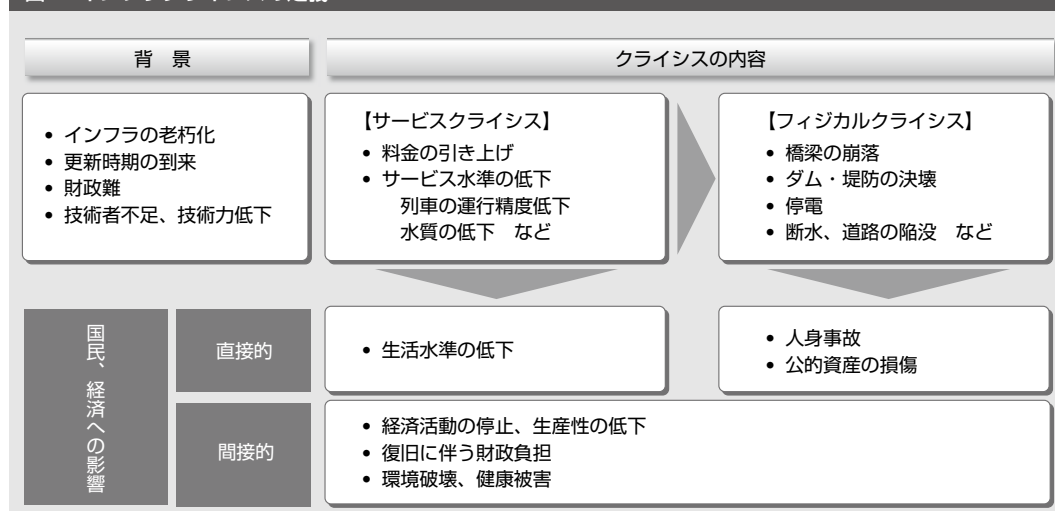 背 景
クライシスの内容
• インフラの老朽化
• 更新時期の到来
• 財政難
• 技術者不足、技術力低下
【サービスクライシス】
• 料金の引き上げ
• サービス水準の低下
列車の運行精度低下
水質の低下 など
【フィジカルクライシス】
• 橋梁の崩落
• ダム・堤防の決壊
• 停電
• 断水、道路の陥没 など
国民、経済への影響
直接的
• 生活水準の低下
• 人身事故
• 公的資産の損傷
間接的
• 経済活動の停止、生産性の低下
• 復旧に伴う財政負担
• 環境破壊、健康被害